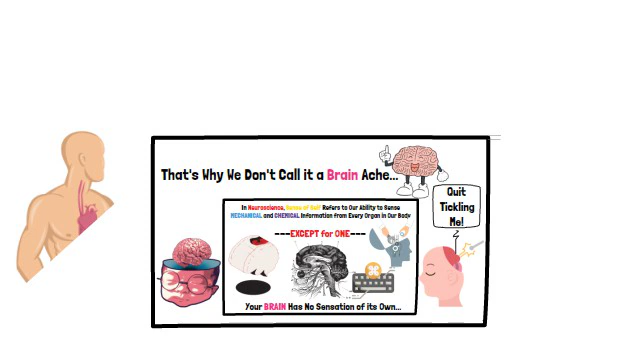 That's Why We Don't Call it a Brain Ache...
Quit
Tickling
Me!
In Neuroscience, Sense of Self Refers to Our Ability to Sense
MECHANICAL and CHEMICAL Information from Every Organ in Our Body
---EXCEPT for ONE---
Your BRAIN Has No Sensation of its Own...